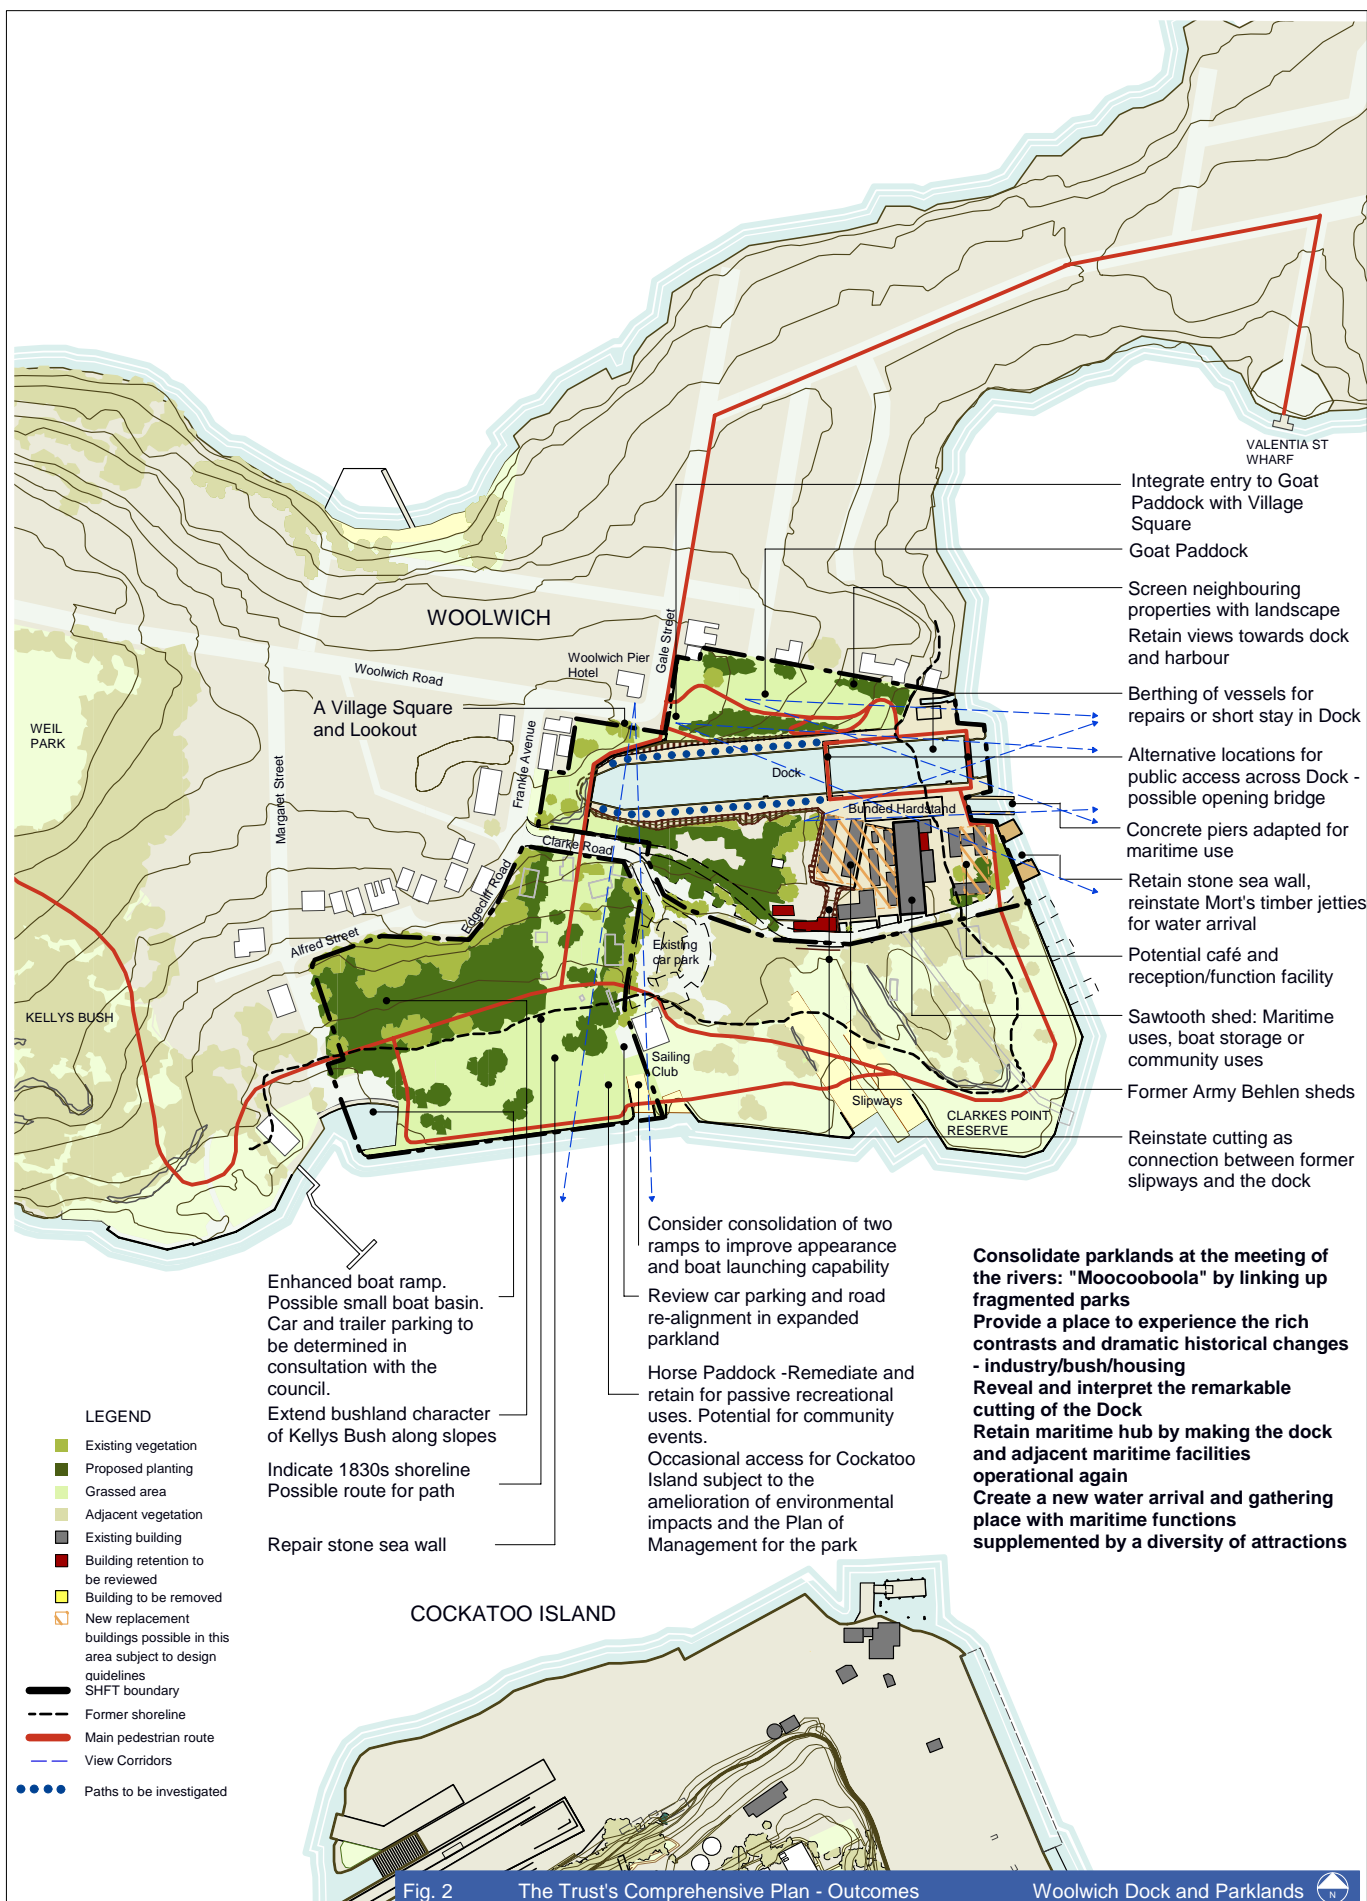 VALENTIA ST
WHARF
Integrate entry to Goat
Paddock with Village
Square
Goat Paddock
Screen neighbouring
properties with landscape
Retain views towards dock
and harbour
Berthing of vessels for
repairs or short stay in Dock
Alternative locations for
public access across Dock -
possible opening bridge
Concrete piers adapted for
maritime use
Retain stone sea wall,
reinstate Mort's timber jetties
for water arrival
Potential café and
reception/function facility
Sawtooth shed: Maritime
uses, boat storage or
community uses
Former Army Behlen sheds
Reinstate cutting as
connection between former
slipways and the dock
WOOLWICH
Woolwich Road
Woolwich Pier
Hotel
Gale Street
A Village Square
and Lookout
WEIL
PARK
Margaret Street
Frankie Avenue
Dock
Bunded Hardstand
Clarke Road
Edgecliff Road
Alfred Street
Existing
car park
KELLYS BUSH
Sailing
Club
Slipways
CLARKES POINT
RESERVE
Enhanced boat ramp.
Possible small boat basin.
Car and trailer parking to
be determined in
consultation with the
council.
Extend bushland character
of Kellys Bush along slopes
Indicate 1830s shoreline
Possible route for path
Repair stone sea wall
Consider consolidation of two
ramps to improve appearance
and boat launching capability
Review car parking and road
re-alignment in expanded
parkland
Horse Paddock -Remediate and
retain for passive recreational
uses. Potential for community
events.
Occasional access for Cockatoo
Island subject to the
amelioration of environmental
impacts and the Plan of
Management for the park
Consolidate parklands at the meeting of
the rivers: "Moocooboola" by linking up
fragmented parks
Provide a place to experience the rich
contrasts and dramatic historical changes
- industry/bush/housing
Reveal and interpret the remarkable
cutting of the Dock
Retain maritime hub by making the dock
and adjacent maritime facilities
operational again
Create a new water arrival and gathering
place with maritime functions
supplemented by a diversity of attractions
LEGEND
Existing vegetation
Proposed planting
Grassed area
Adjacent vegetation
Existing building
Building retention to
be reviewed
Building to be removed
New replacement
buildings possible in this
area subject to design
guidelines
SHFT boundary
Former shoreline
Main pedestrian route
View Corridors
Paths to be investigated
COCKATOO ISLAND
Fig. 2 The Trust's Comprehensive Plan - Outcomes Woolwich Dock and Parklands
N